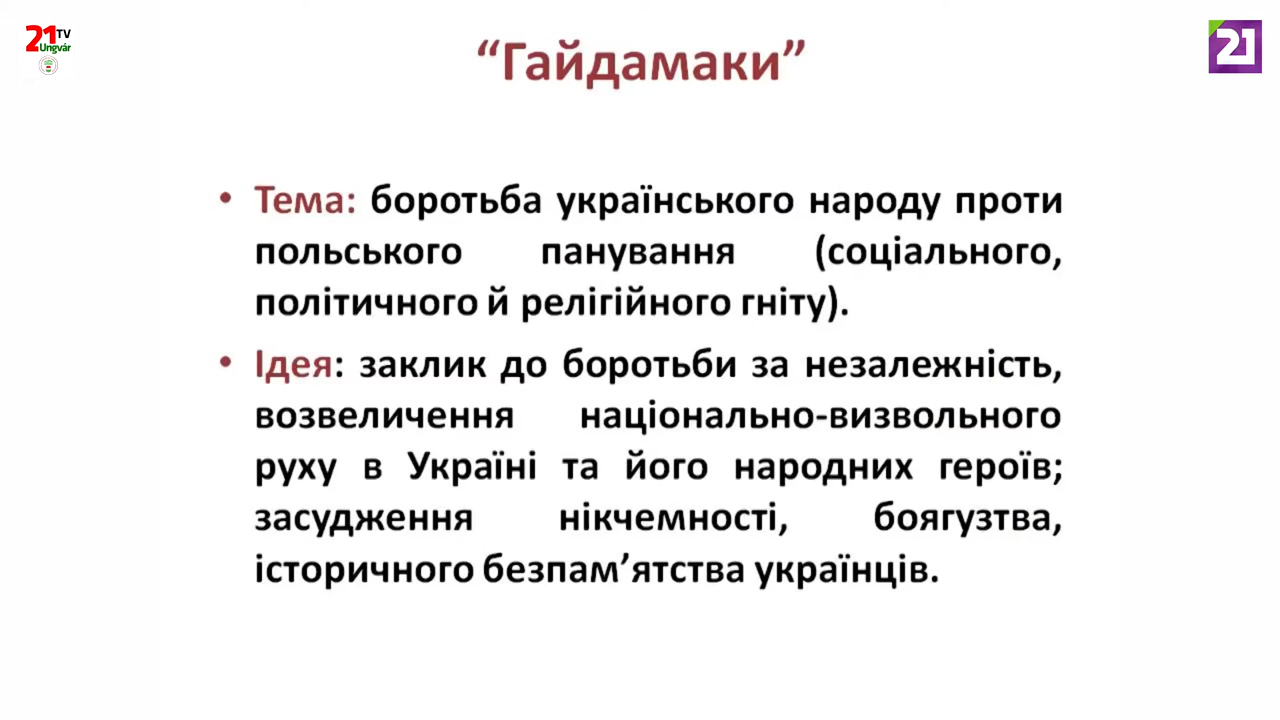 21 TV
Ungvár
21
“Гайдамаки”
• Тема: боротьба українського народу проти
польського панування (соціального,
політичного й релігійного гніту).
• Ідея: заклик до боротьби за незалежність,
возвеличення національно-визвольного
руху в Україні та його народних героїв;
засудження нікчемності, боягузтва,
історичного безпам’ятства українців.